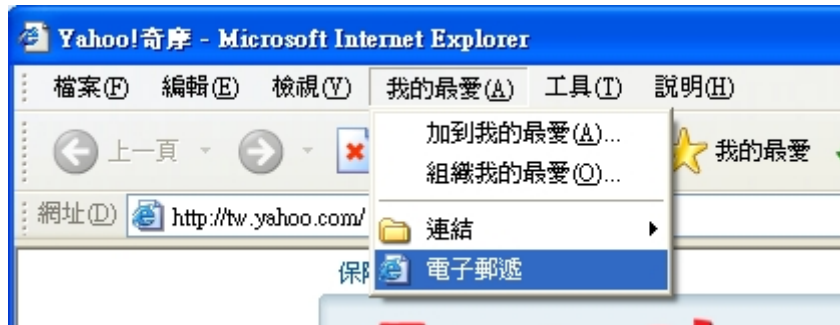 Yahoo!奇摩 - Microsoft Internet Explorer
檔案(F) 編輯(E) 檢視(V) 我的最愛(A) 工具(T) 說明(H)
上一頁 我的最愛
加到我的最愛(A)...
組織我的最愛(O)...
網址(D) http://tw.yahoo.com/
連結
電子郵遞